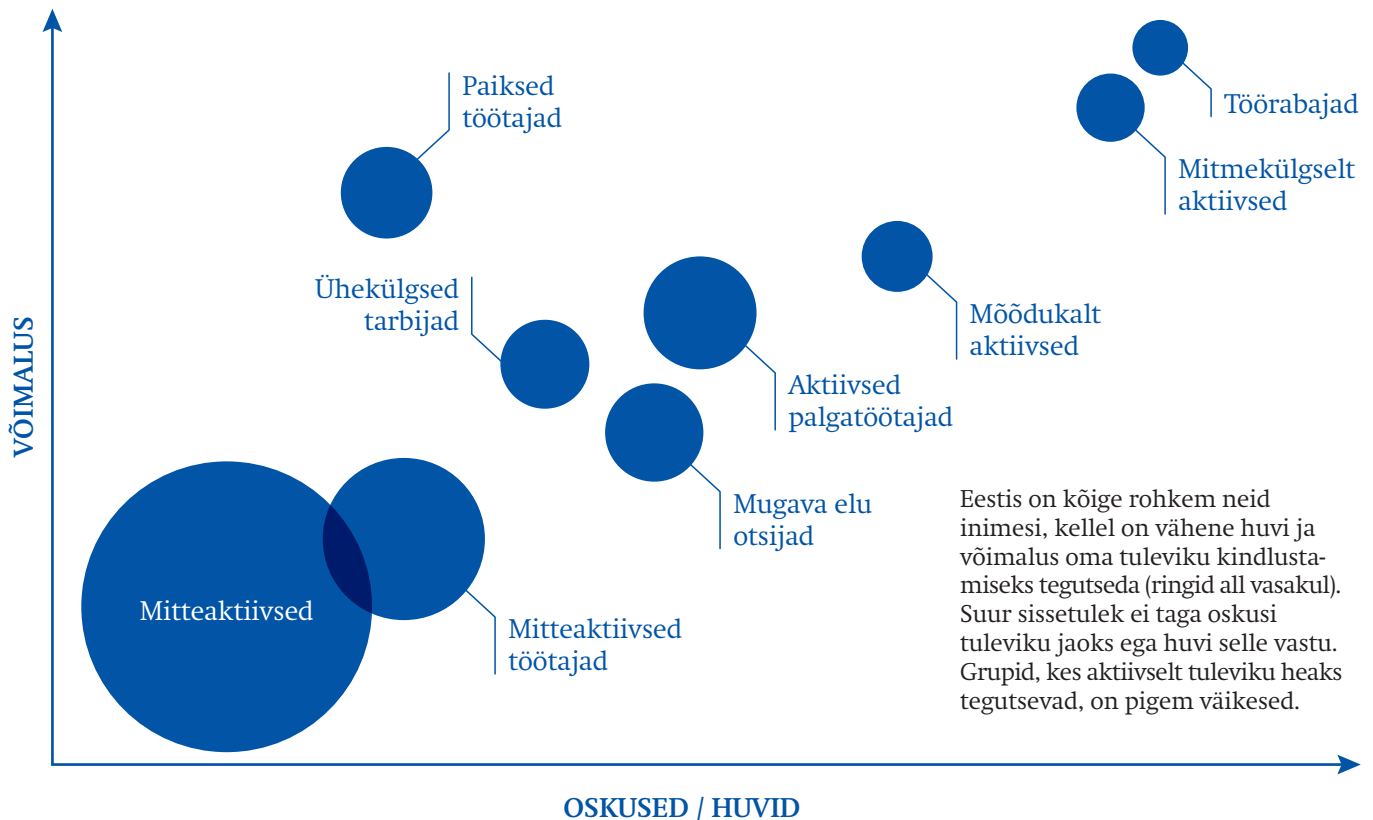 Paiksed
töötajad
Töörabajad
Mitmekülgselt
aktiivsed
Ühekülgsed
tarbijad
Mõõdukalt
aktiivsed
VÕIMALUS
Aktiivsed
palgatöötajad
Mugava elu
otsijad
Eestis on kõige rohkem neid
inimesi, kellel on vähene huvi ja
võimalus oma tuleviku kindlusta-
miseks tegutseda (ringid all vasakul).
Suur sissetulek ei taga oskusi
tuleviku jaoks ega huvi selle vastu.
Grupid, kes aktiivselt tuleviku heaks
tegutsevad, on pigem väikesed.
Mitteaktiivsed
Mitteaktiivsed
töötajad
OSKUSED / HUVID